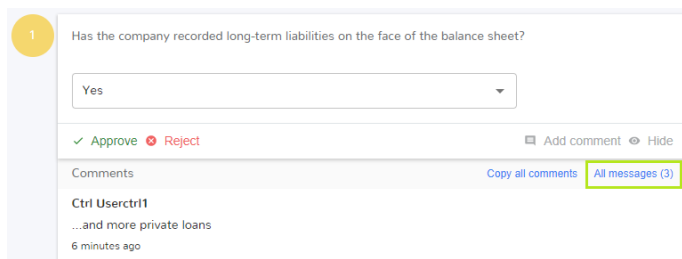 1
Has the company recorded long-term liabilities on the face of the balance sheet?
Yes
Approve Reject Add comment Hide
Comments Copy all comments All messages (3)
Ctrl Userctrl1
...and more private loans
6 minutes ago